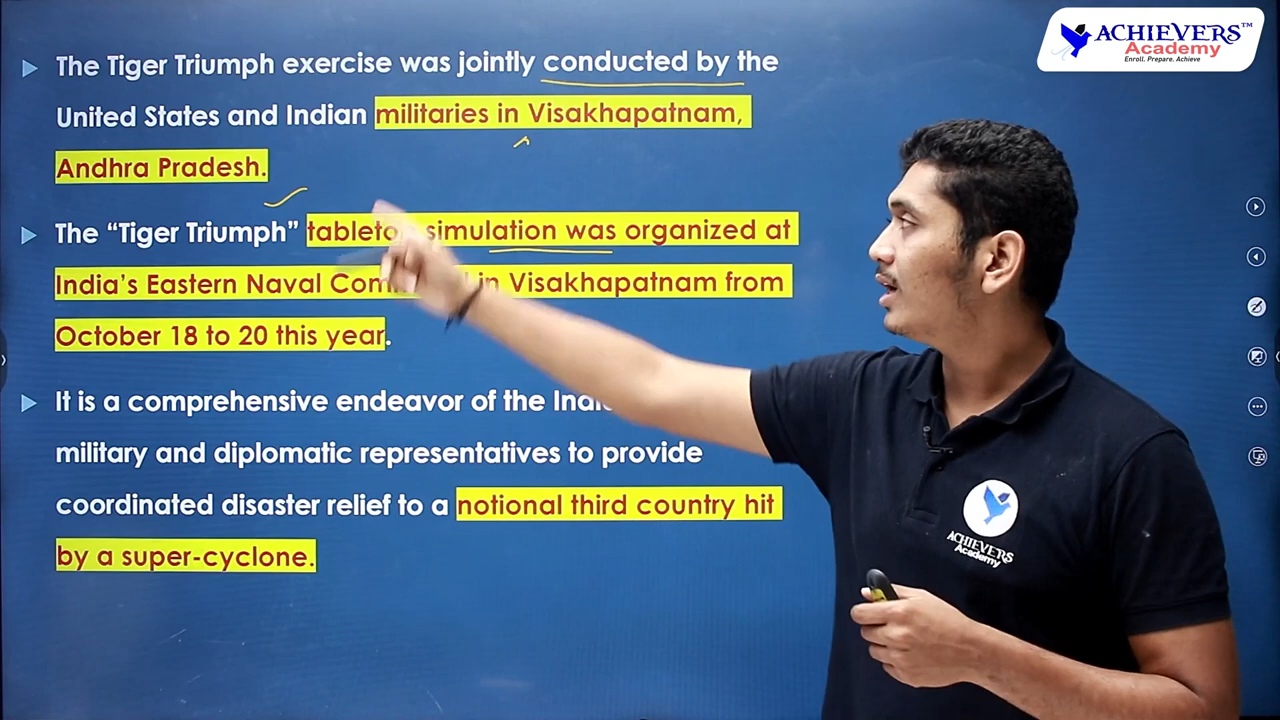 ACHIEVERS™
Academy
Enroll. Prepare. Achieve
The Tiger Triumph exercise was jointly conducted by the
United States and Indian militaries in Visakhapatnam,
Andhra Pradesh.
The “Tiger Triumph” simulation was organized at
India’s Eastern Naval in Visakhapatnam from
October 18 to 20 this year.
It is a comprehensive endeavor of the
military and diplomatic representatives to provide
coordinated disaster relief to a notional third country hit
by a super-cyclone.
ACHIEVERS
Academy